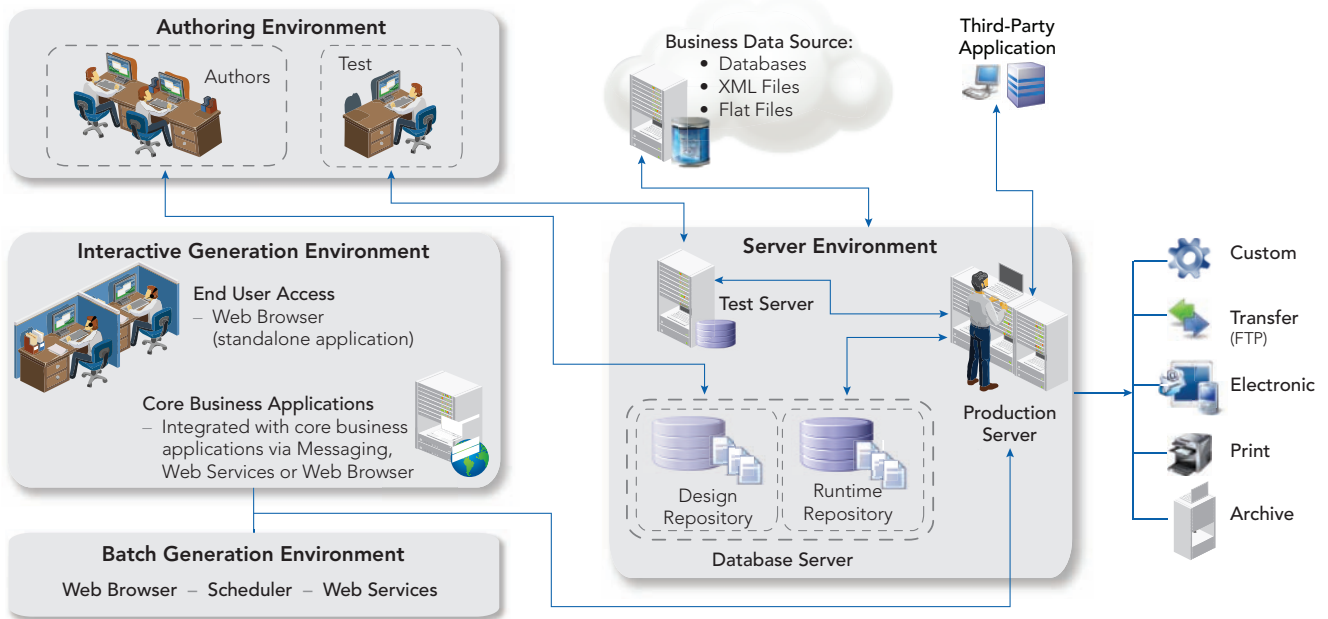 Authoring Environment
Authors
Test
Business Data Source:
• Databases
• XML Files
• Flat Files
Third-Party
Application
Interactive Generation Environment
End User Access
– Web Browser
(standalone application)
Core Business Applications
– Integrated with core business
applications via Messaging,
Web Services or Web Browser
Batch Generation Environment
Web Browser – Scheduler – Web Services
Server Environment
Test Server
Production
Server
Design
Repository
Runtime
Repository
Database Server
Custom
Transfer
(FTP)
Electronic
Print
Archive